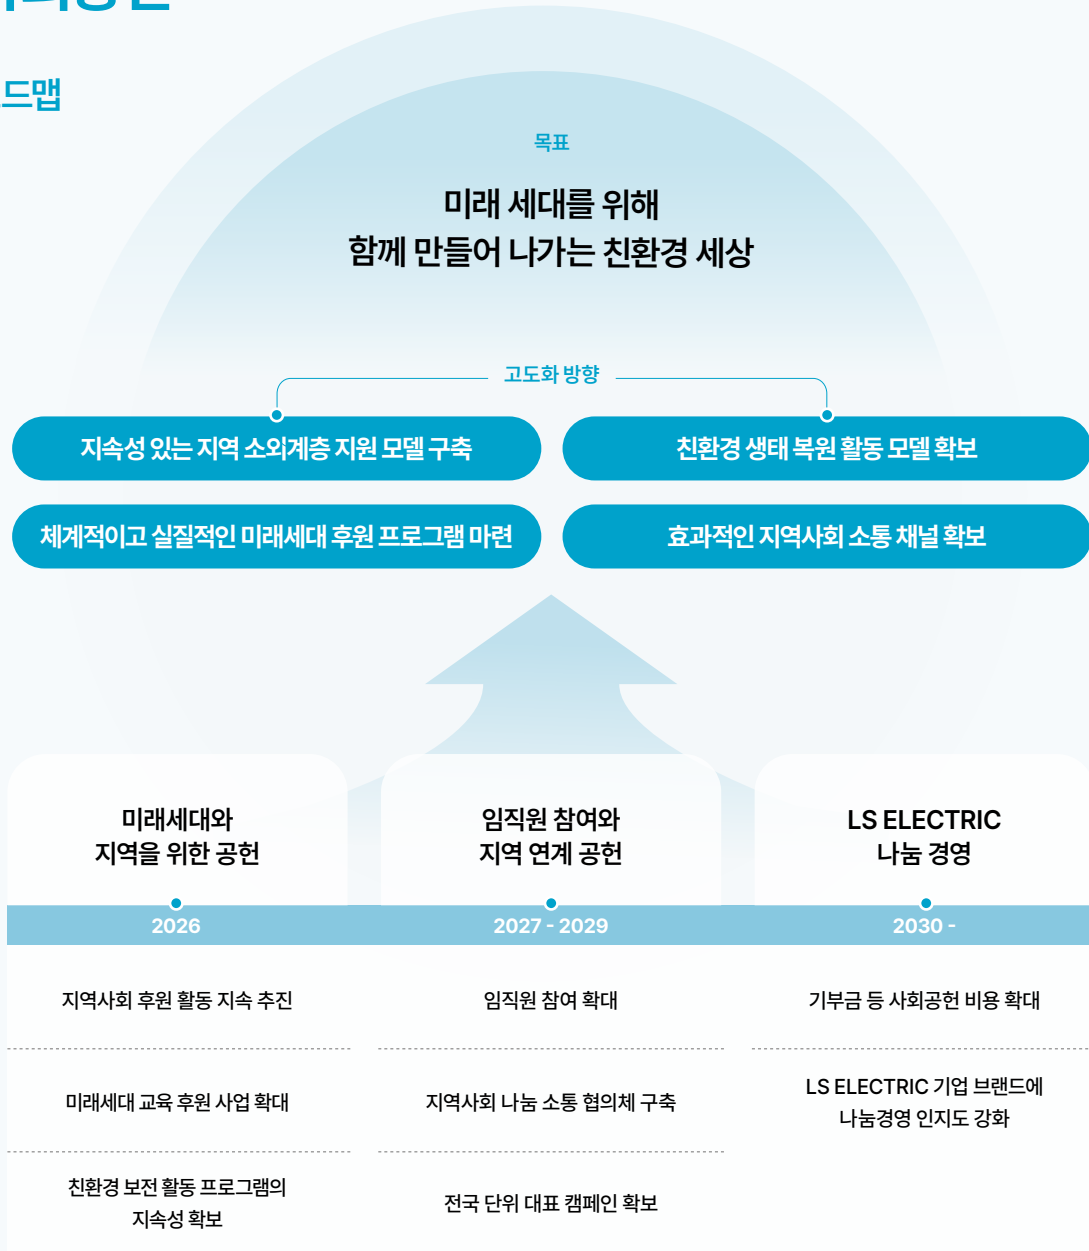 드맵
목표
미래 세대를 위해
함께 만들어 나가는 친환경 세상
고도화 방향
지속성 있는 지역 소외계층 지원 모델 구축
친환경 생태 복원 활동 모델 확보
체계적이고 실질적인 미래세대 후원 프로그램 마련
효과적인 지역사회 소통 채널 확보
미래세대와
지역을 위한 공헌
임직원 참여와
지역 연계 공헌
LS ELECTRIC
나눔 경영
2026
2027 - 2029
2030 -
지역사회 후원 활동 지속 추진
임직원 참여 확대
기부금 등 사회공헌 비용 확대
미래세대 교육 후원 사업 확대
지역사회 나눔 소통 협의체 구축
LS ELECTRIC 기업 브랜드에
나눔경영 인지도 강화
친환경 보전 활동 프로그램의
지속성 확보
전국 단위 대표 캠페인 확보